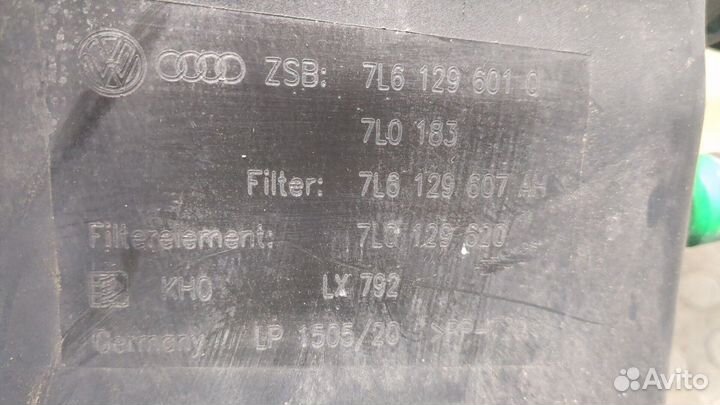 ZSB: 7L6 129 601 Q
7L0 183
Filter: 7L6 129 607 AH
Filterelement: 7L0 129 620
KHO LX 792
Germany LP 1505/20
Avito